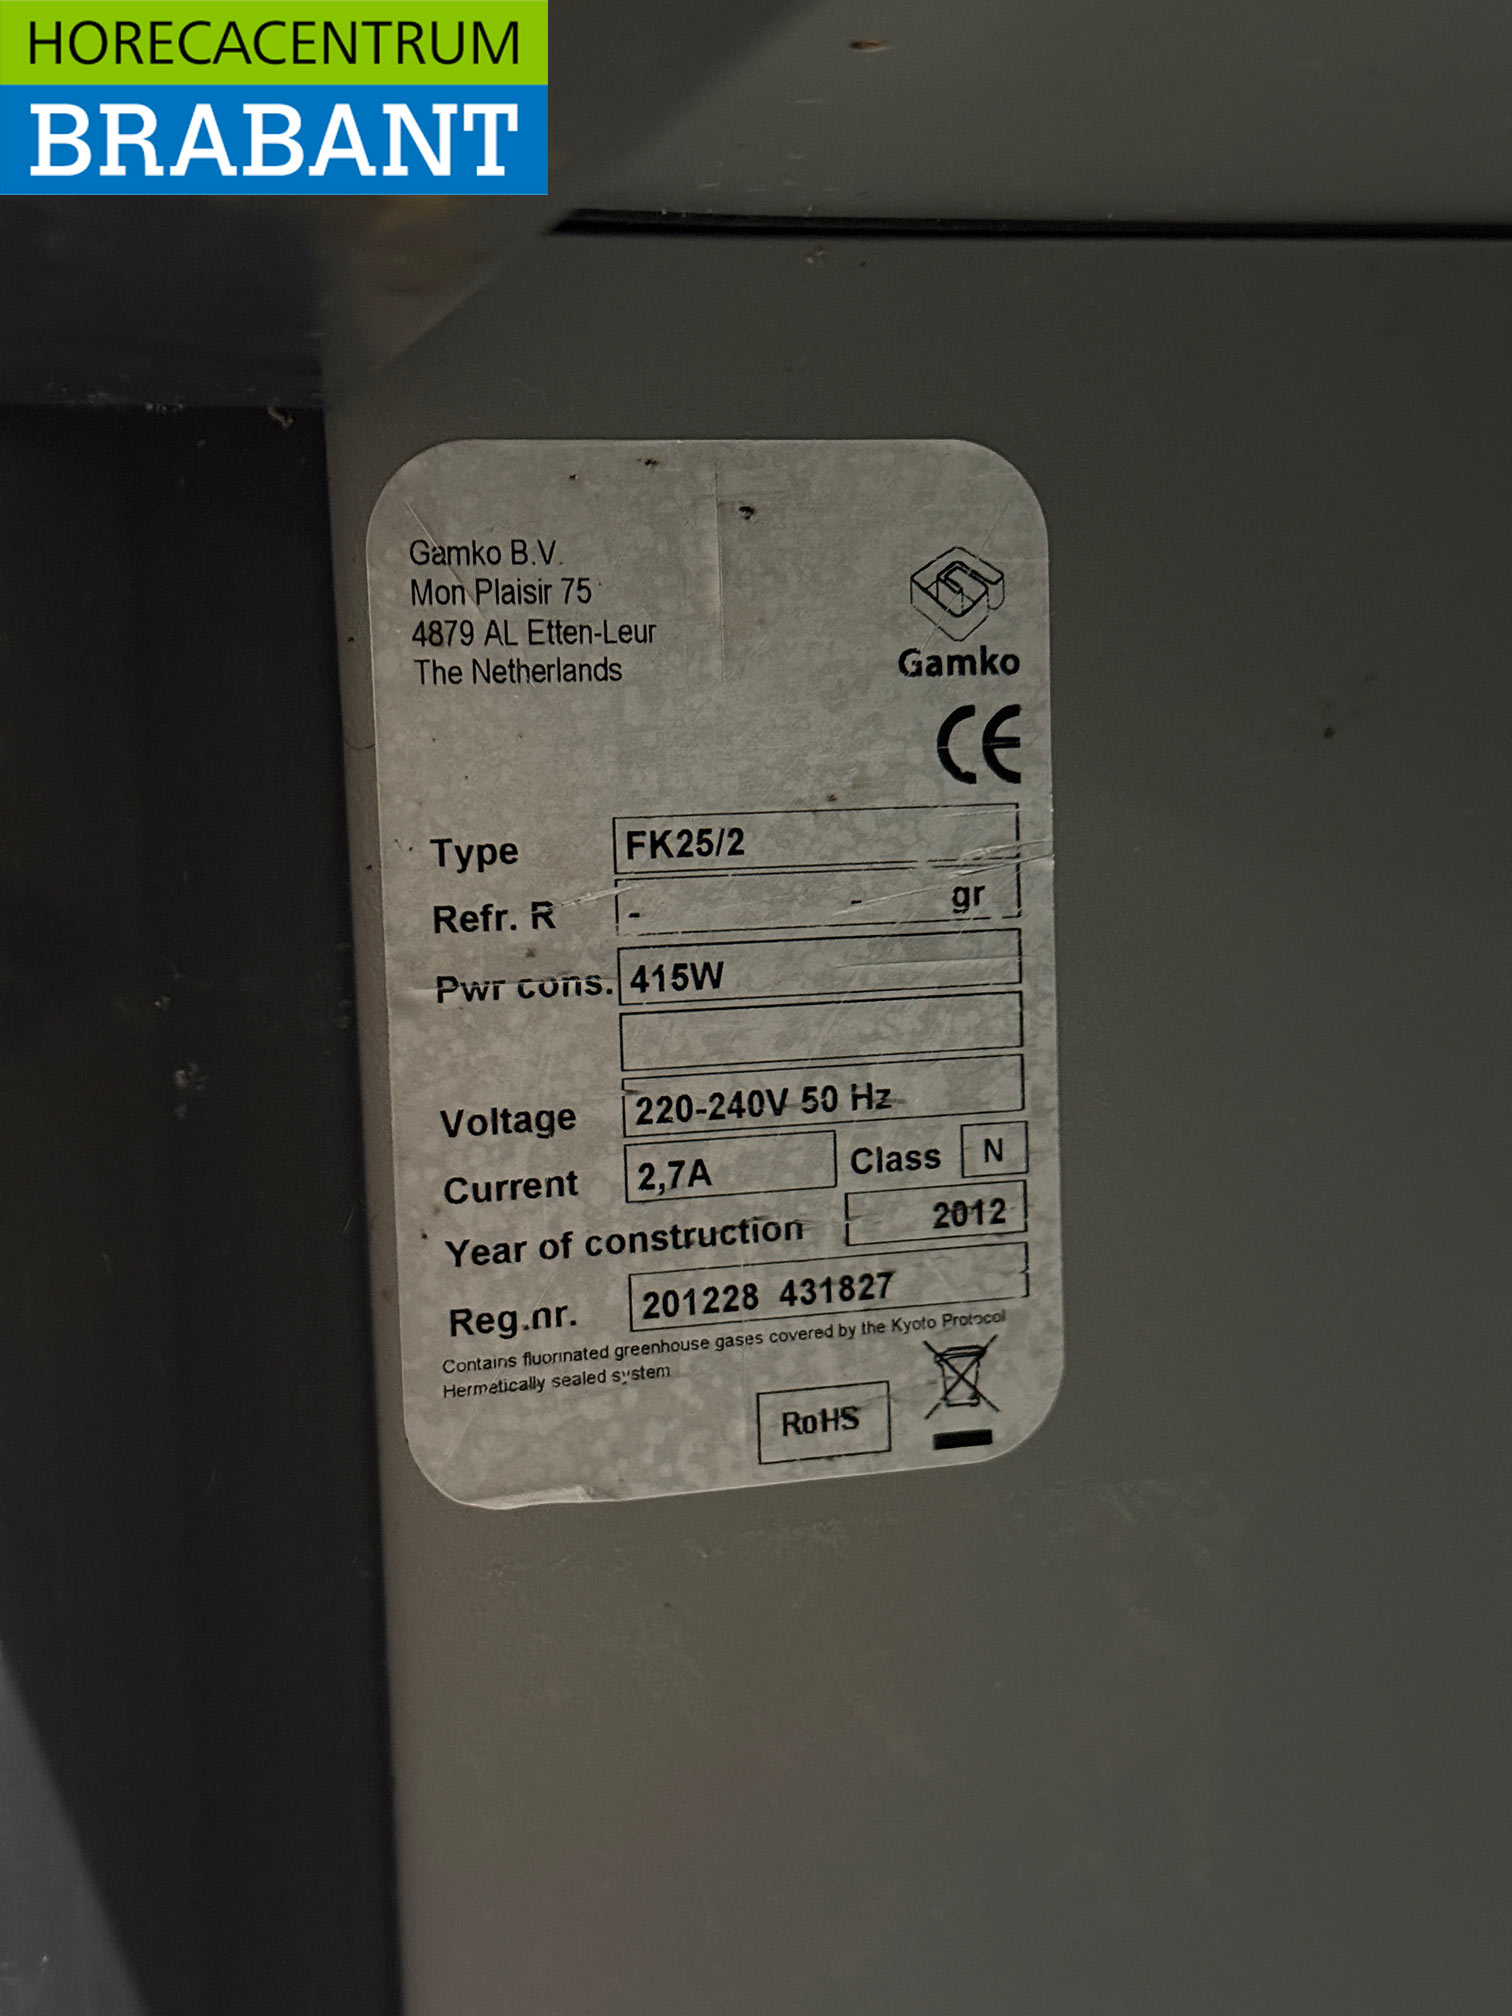 HORECACENTRUM
BRABANT
Gamko B.V.
Mon Plaisir 75
4879 AL Etten-Leur
The Netherlands
Gamko
CE
Type FK25/2
Refr. R - - gr
Pwr cons. 415W
Voltage 220-240V 50 Hz
Current 2,7A Class N
Year of construction 2012
Reg.nr. 201228 431827
Contains fluorinated greenhouse gases covered by the Kyoto Protocol
Hermetically sealed system
RoHS